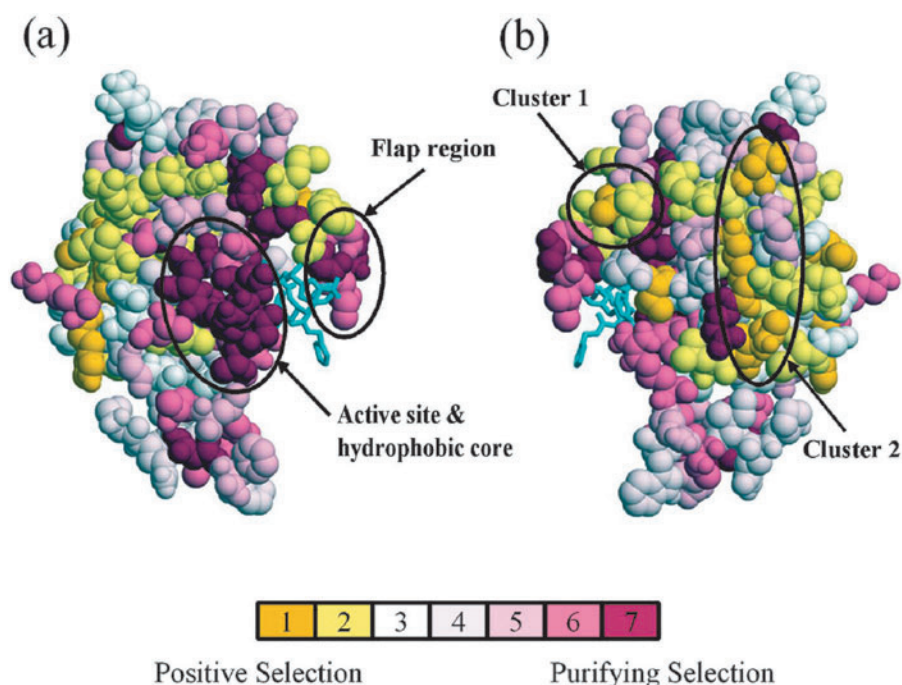 (a)
(b)
Cluster 1
Flap region
Active site &
hydrophobic core
Cluster 2
1 2 3 4 5 6 7
Positive Selection
Purifying Selection